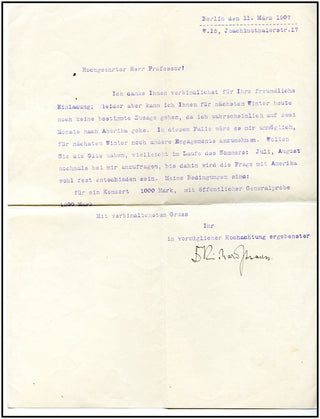 Berlin den 11. März 1907
W.15, Joachimsthalerstr.17
Hochgeehrter Herr Professor!
Ich danke Ihnen verbindlichst für Ihre freundliche
Einladung; leider aber kann ich Ihnen für nächsten Winter heute
noch keine bestimmte Zusage geben, da ich wahrscheinlich auf zwei
Monate nach Amerika gehe. In diesem Falle wäre es mir unmöglich,
für nächsten Winter noch andere Engagements anzunehmen. Wollen
Sie die Güte haben, vielleicht im Laufe des Sommers: Juli, August
nochmals bei mir anzufragen, bis dahin wird die Frage mit Amerika
wohl fest entschieden sein. Meine Bedingungen sind:
für ein Konzert 1000 Mark, mit öffentlicher Generalprobe
Mark
Mit verbindlichstem Gruss
Ihr
in vorzüglicher Hochachtung ergebenster
D<sup>r</sup> Richard Strauss.